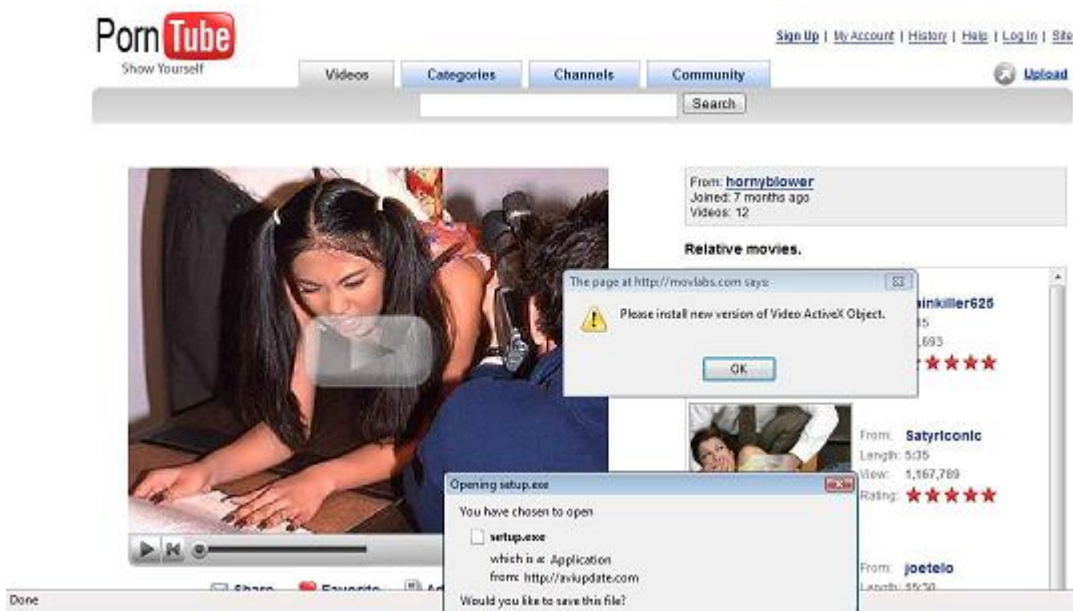 Porn Tube
Show Yourself
Sign Up | My Account | History | Help | Log In | Site
Videos
Categories
Channels
Community
Upload
Search
From: hornyblower
Joined: 7 months ago
Videos: 12
Relative movies.
The page at http://movlabs.com says:
Please install new version of Video ActiveX Object.
OK
ainkiller625
,693
From: SatyrIconic
Length: 5:35
View: 1,167,789
Rating:
Opening setup.exe
You have chosen to open
setup.exe
which is a: Application
from: http://aviupdate.com
Would you like to save this file?
From: joetelo
Share
Favorite
Done